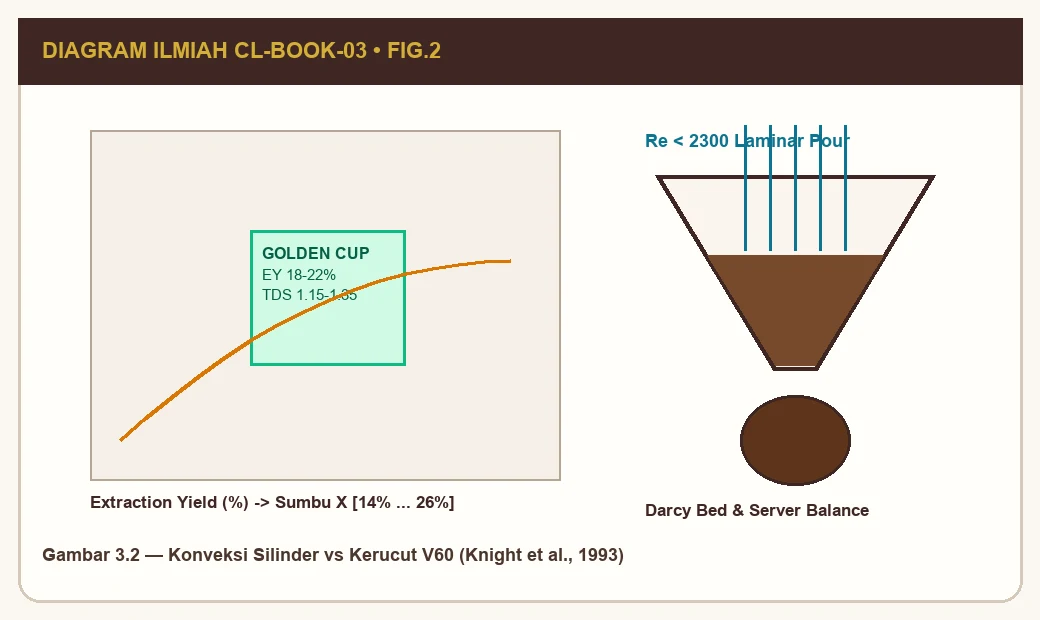 DIAGRAM ILMIAH CL-BOOK-03 • FIG.2
GOLDEN CUP
EY 18-22%
TDS 1.15-1.35
Extraction Yield (%) -> Sumbu X [14% ... 26%]
Re < 2300 Laminar Pour
Darcy Bed & Server Balance
Gambar 3.2 — Konveksi Silinder vs Kerucut V60 (Knight et al., 1993)